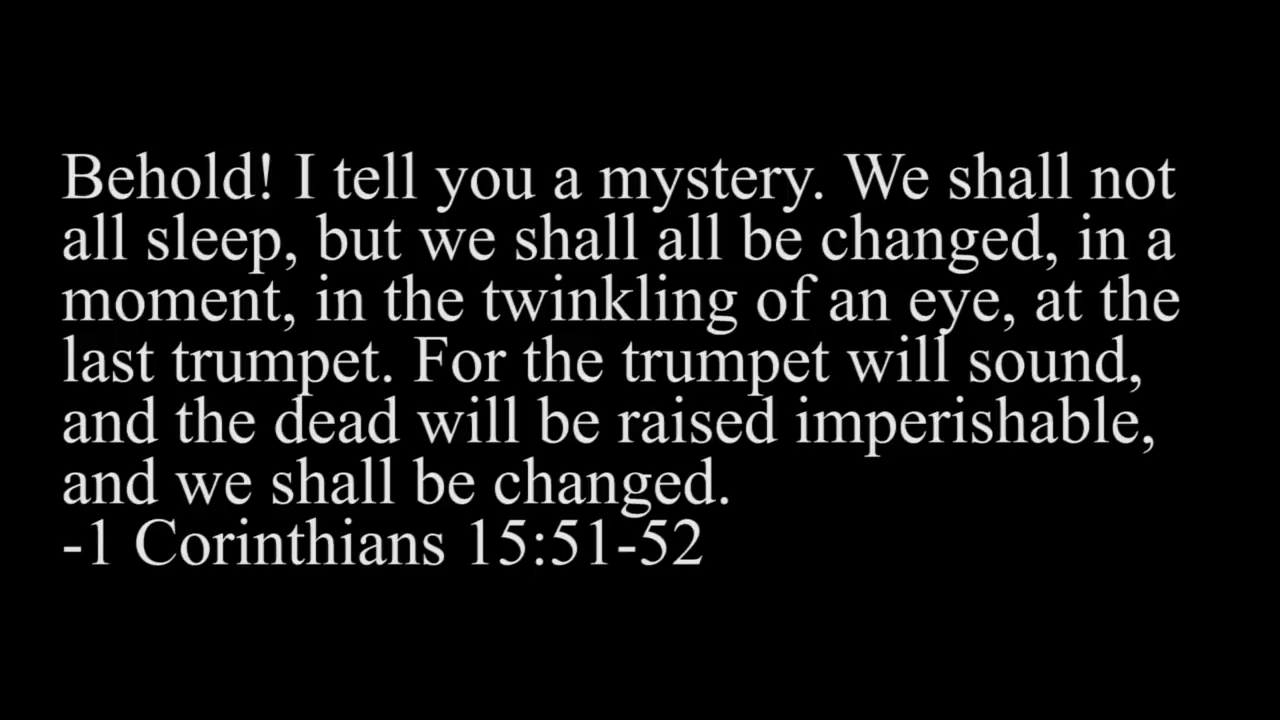 Behold! I tell you a mystery. We shall not
all sleep, but we shall all be changed, in a
moment, in the twinkling of an eye, at the
last trumpet. For the trumpet will sound,
and the dead will be raised imperishable,
and we shall be changed.
-1 Corinthians 15:51-52